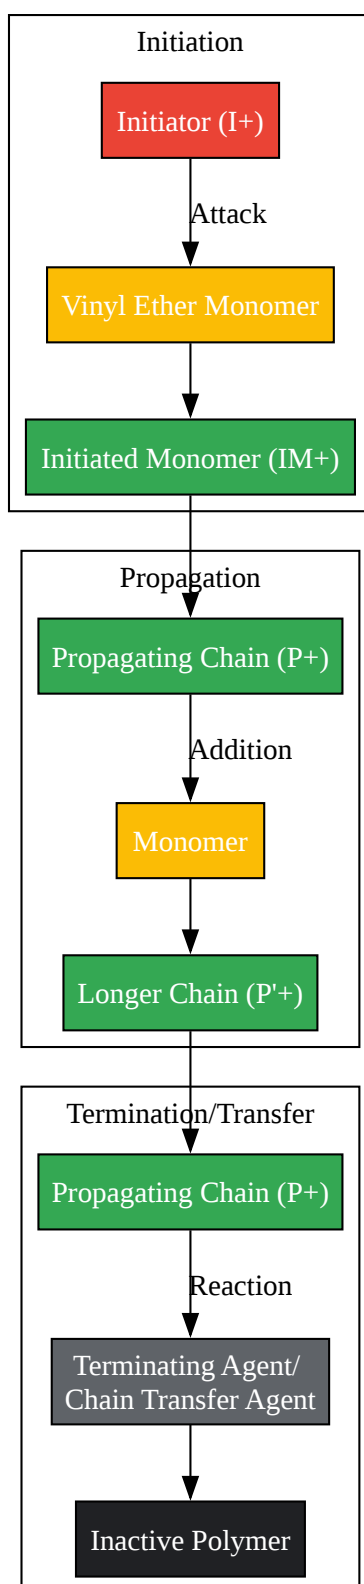 Initiation
Initiator (I+)
Attack
Vinyl Ether Monomer
Initiated Monomer (IM+)
Propagation
Propagating Chain (P+)
Addition
Monomer
Longer Chain (P'+)
Termination/Transfer
Propagating Chain (P+)
Reaction
Terminating Agent/
Chain Transfer Agent
Inactive Polymer